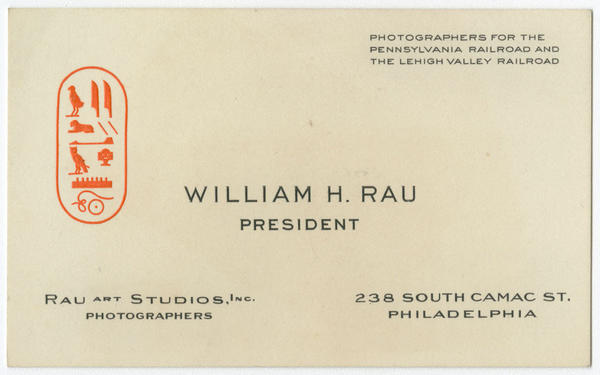 PHOTOGRAPHERS FOR THE
PENNSYLVANIA RAILROAD AND
THE LEHIGH VALLEY RAILROAD
WILLIAM H. RAU
PRESIDENT
RAU ART STUDIOS, INC.
PHOTOGRAPHERS
238 SOUTH CAMAC ST.
PHILADELPHIA